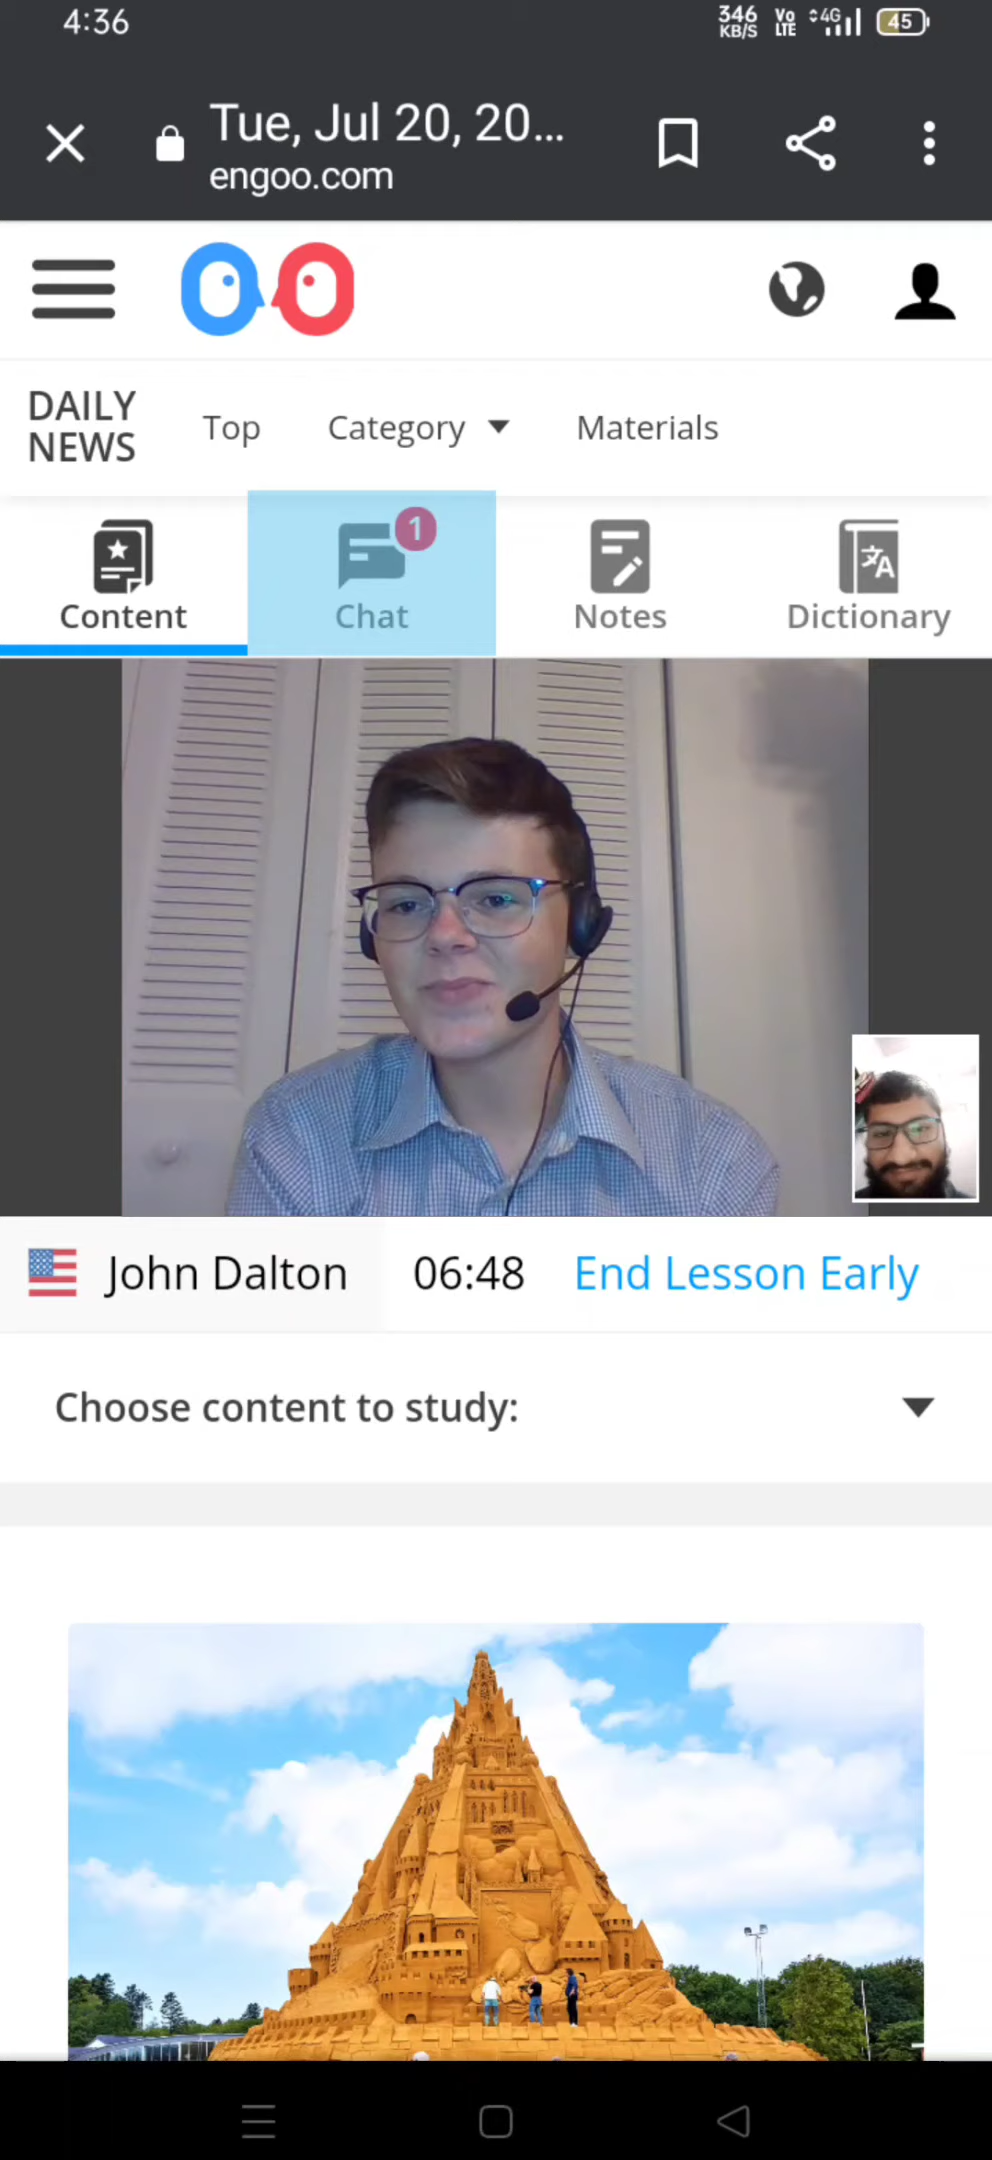 4:36 346 KB/S Vo LTE 4G 45
Tue, Jul 20, 20...
engoo.com
DAILY NEWS
Top Category Materials
1
Content Chat Notes Dictionary
John Dalton 06:48 End Lesson Early
Choose content to study: